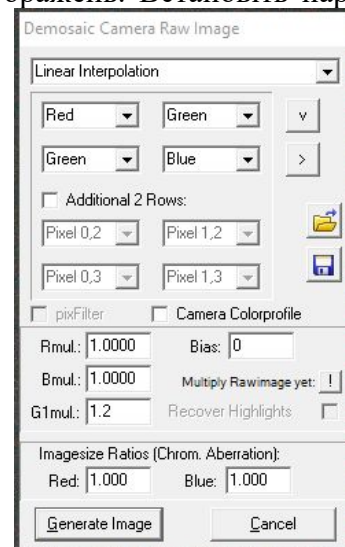 Demosaic Camera Raw Image
Linear Interpolation
Red Green v
Green Blue >
Additional 2 Rows:
Pixel 0,2 Pixel 1,2
Pixel 0,3 Pixel 1,3
pixFilter Camera Colorprofile
Rmul.: 1.0000 Bias: 0
Bmul.: 1.0000 Multiply Rawimage yet: !
G1mul.: 1.2 Recover Highlights
Imagesize Ratios (Chrom. Aberration):
Red: 1.000 Blue: 1.000
Generate Image Cancel